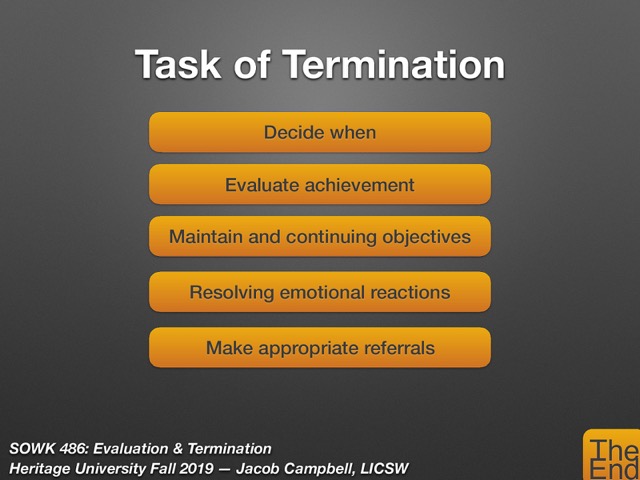 Task of Termination
Decide when
Evaluate achievement
Maintain and continuing objectives
Resolving emotional reactions
Make appropriate referrals
SOWK 486: Evaluation & Termination
Heritage University Fall 2019 — Jacob Campbell, LICSW
The
End